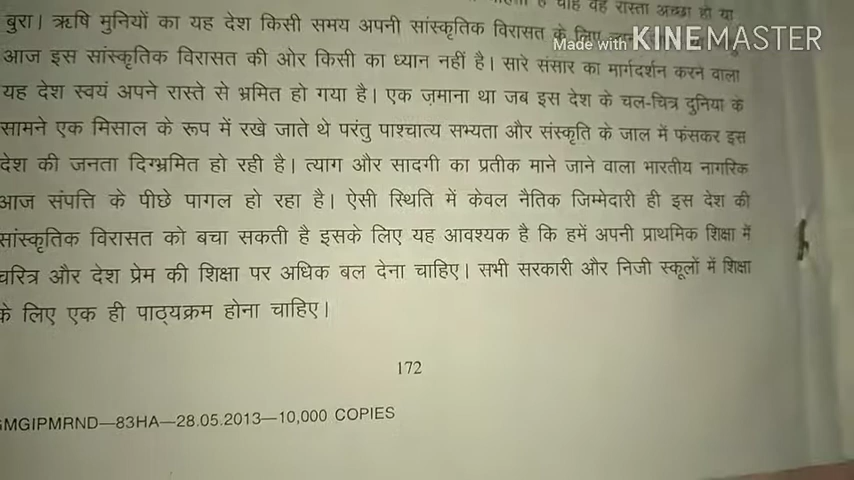 है चाहे वह रास्ता अच्छा हो या
बुरा। ऋषि मुनियों का यह देश किसी समय अपनी सांस्कृतिक विरासत के लिए
Made with KINEMASTER
आज इस सांस्कृतिक विरासत की ओर किसी का ध्यान नहीं है। सारे संसार का मार्गदर्शन करने वाला
यह देश स्वयं अपने रास्ते से भ्रमित हो गया है। एक ज़माना था जब इस देश के चल-चित्र दुनिया के
सामने एक मिसाल के रूप में रखे जाते थे परंतु पाश्चात्य सभ्यता और संस्कृति के जाल में फंसकर इस
देश की जनता दिग्भ्रमित हो रही है। त्याग और सादगी का प्रतीक माने जाने वाला भारतीय नागरिक
आज संपत्ति के पीछे पागल हो रहा है। ऐसी स्थिति में केवल नैतिक जिम्मेदारी ही इस देश की
सांस्कृतिक विरासत को बचा सकती है इसके लिए यह आवश्यक है कि हमें अपनी प्राथमिक शिक्षा में
चरित्र और देश प्रेम की शिक्षा पर अधिक बल देना चाहिए। सभी सरकारी और निजी स्कूलों में शिक्षा
के लिए एक ही पाठ्यक्रम होना चाहिए।
172
GMGIPMRND—83HA—28.05.2013—10,000 COPIES